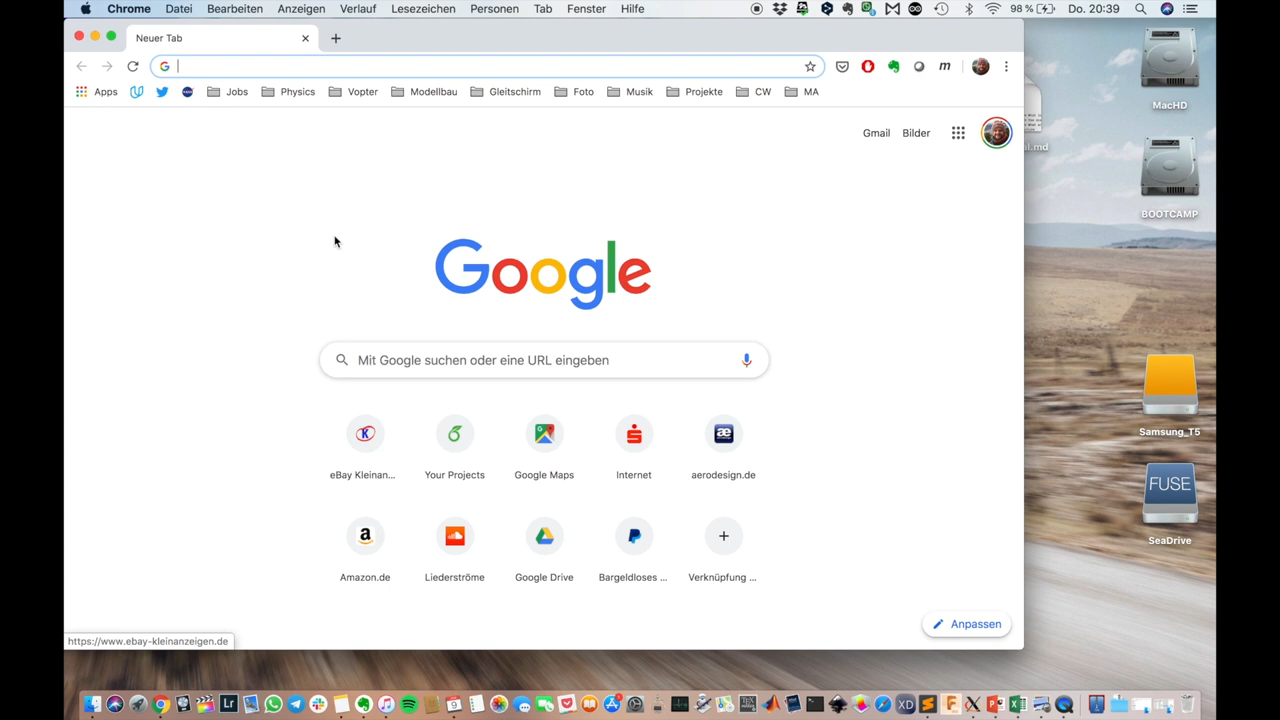 Chrome Datei Bearbeiten Anzeigen Verlauf Lesezeichen Personen Tab Fenster Hilfe 98 % Do. 20:39
Neuer Tab
Apps Jobs Physics Vopter Modellbau Gleitschirm Foto Musik Projekte CW MA
Gmail Bilder
Google
Mit Google suchen oder eine URL eingeben
eBay Kleinan... Your Projects Google Maps Internet aerodesign.de
Amazon.de Liederströme Google Drive Bargeldloses ... Verknüpfung ...
Anpassen
https://www.ebay-kleinanzeigen.de
MacHD
al.md
BOOTCAMP
Samsung_T5
FUSE
SeaDrive